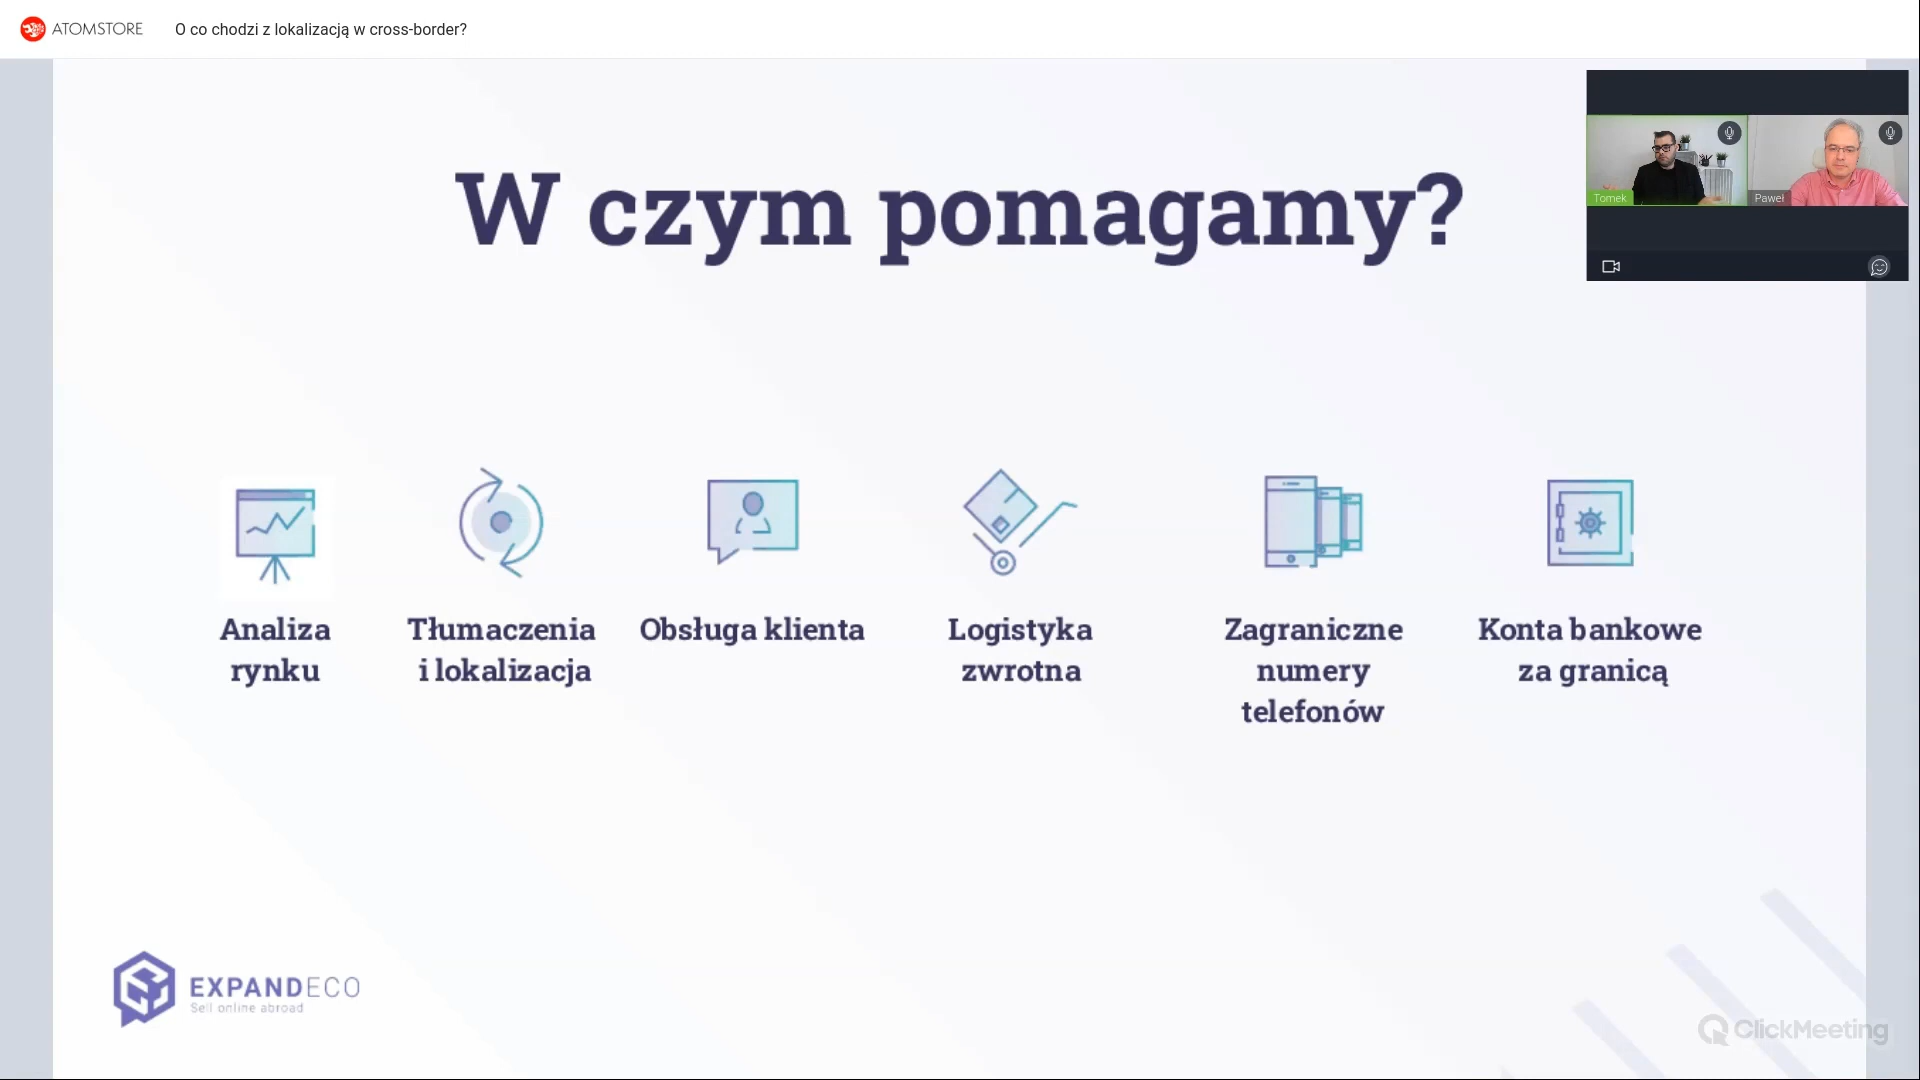 ATOMSTORE
O co chodzi z lokalizacją w cross-border?
W czym pomagamy?
Tomek
Paweł
Analiza
rynku
Tłumaczenia
i lokalizacja
Obsługa klienta
Logistyka
zwrotna
Zagraniczne
numery
telefonów
Konta bankowe
za granicą
EXPANDECO
Sell online abroad
ClickMeeting